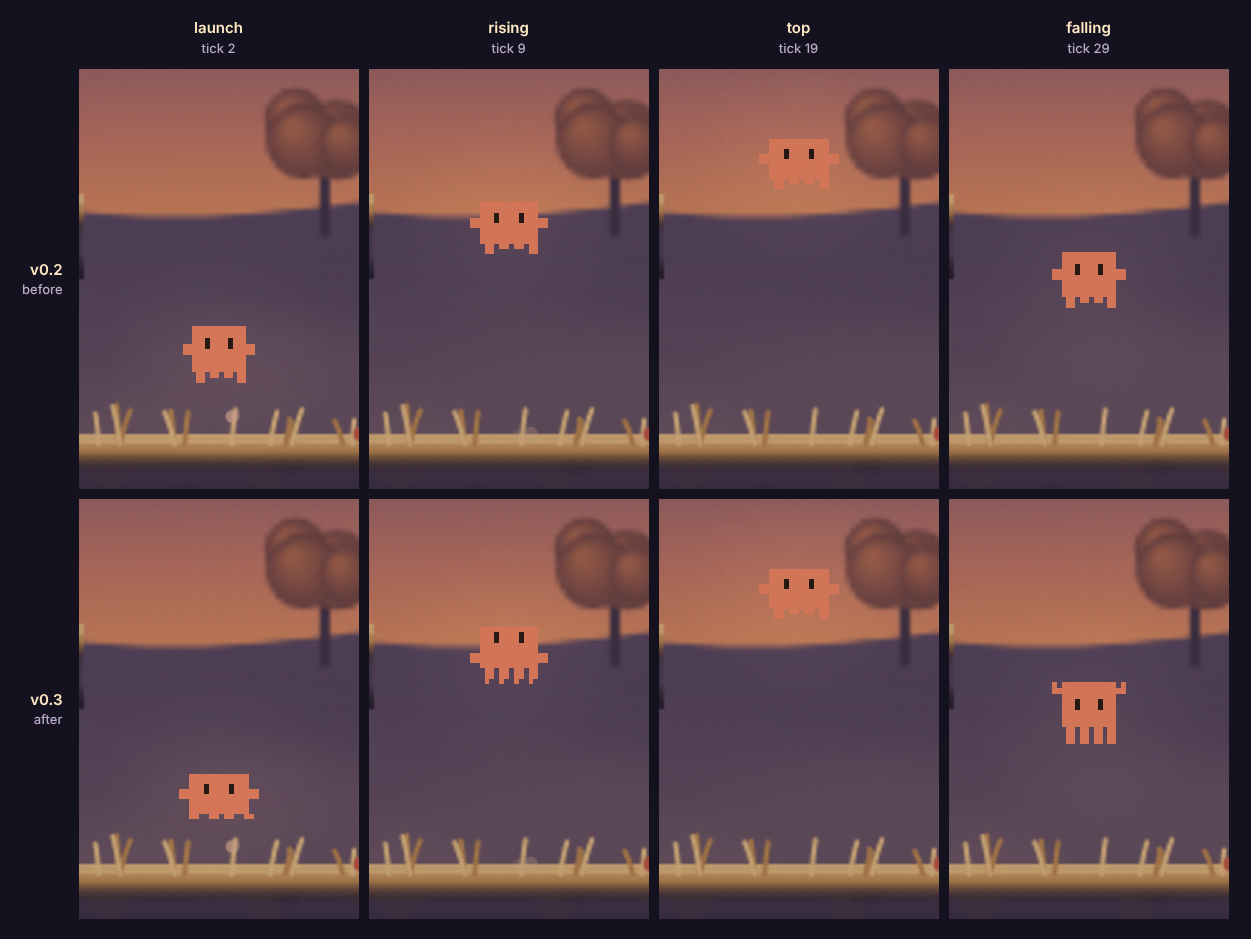 launch
tick 2
rising
tick 9
top
tick 19
falling
tick 29
v0.2
before
v0.3
after